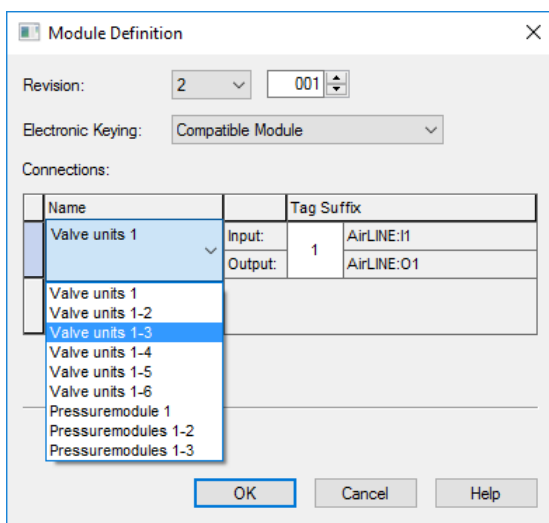 Module Definition
Revision: 2 001
Electronic Keying: Compatible Module
Connections:
Name Tag Suffix
Valve units 1 Input: 1 AirLINE:I1
Output: AirLINE:O1
Valve units 1
Valve units 1-2
Valve units 1-3
Valve units 1-4
Valve units 1-5
Valve units 1-6
Pressuremodule 1
Pressuremodules 1-2
Pressuremodules 1-3
OK Cancel Help